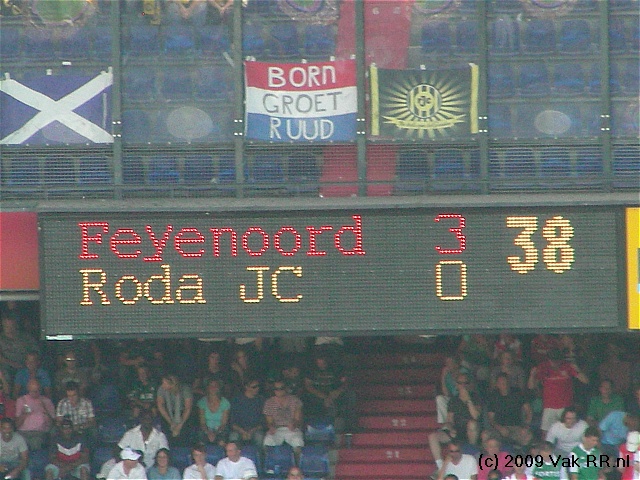 BORN
GROET
RUUD
Feyenoord 3 38
Roda JC 0
(c) 2009 Vak RR.nl